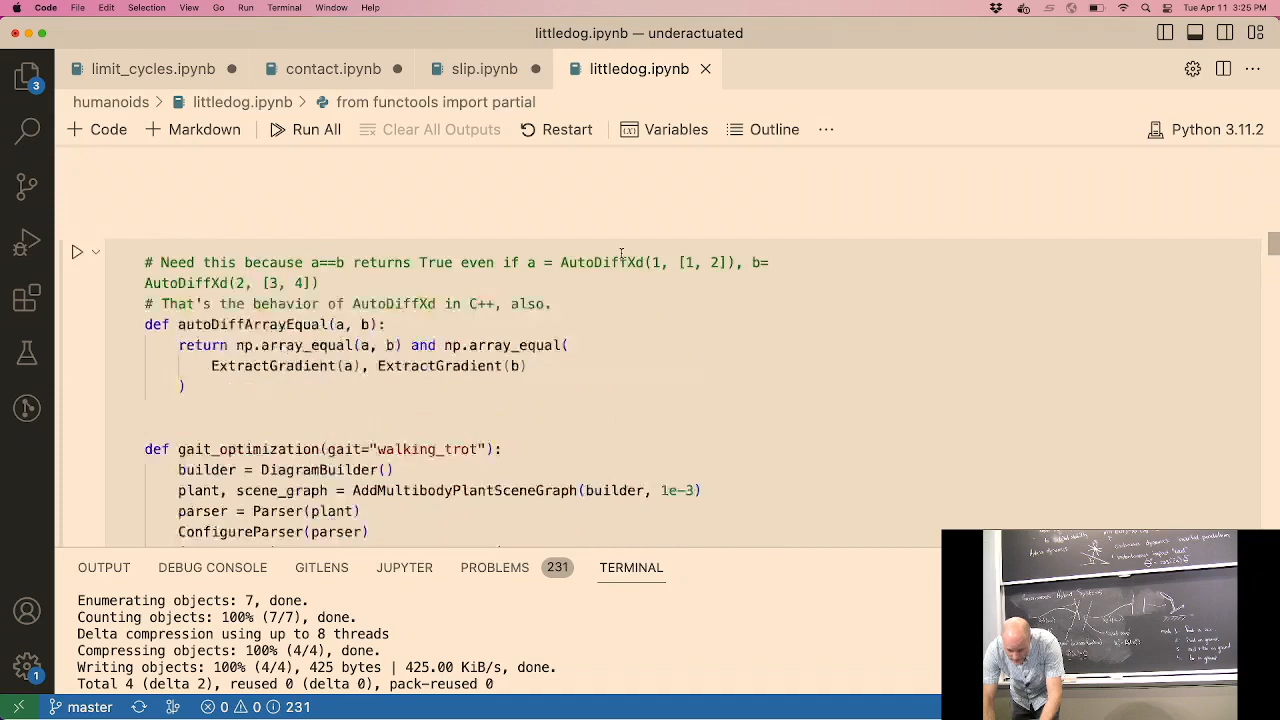 Code File Edit Selection View Go Run Terminal Window Help Tue Apr 11 3:25 PM
littledog.ipynb — underactuated
limit_cycles.ipynb contact.ipynb slip.ipynb littledog.ipynb
humanoids > littledog.ipynb > from functools import partial
Code Markdown Run All Clear All Outputs Restart Variables Outline Python 3.11.2
3
# Need this because a==b returns True even if a = AutoDiffXd(1, [1, 2]), b=
AutoDiffXd(2, [3, 4])
# That's the behavior of AutoDiffXd in C++, also.
def autoDiffArrayEqual(a, b):
return np.array_equal(a, b) and np.array_equal(
ExtractGradient(a), ExtractGradient(b)
)
def gait_optimization(gait="walking_trot"):
builder = DiagramBuilder()
plant, scene_graph = AddMultibodyPlantSceneGraph(builder, 1e-3)
parser = Parser(plant)
ConfigureParser(parser)
OUTPUT DEBUG CONSOLE GITLENS JUPYTER PROBLEMS 231 TERMINAL
Enumerating objects: 7, done.
Counting objects: 100% (7/7), done.
Delta compression using up to 8 threads
Compressing objects: 100% (4/4), done.
Writing objects: 100% (4/4), 425 bytes | 425.00 KiB/s, done.
Total 4 (delta 2), reused 0 (delta 0), pack-reused 0
1
master 0 0 231